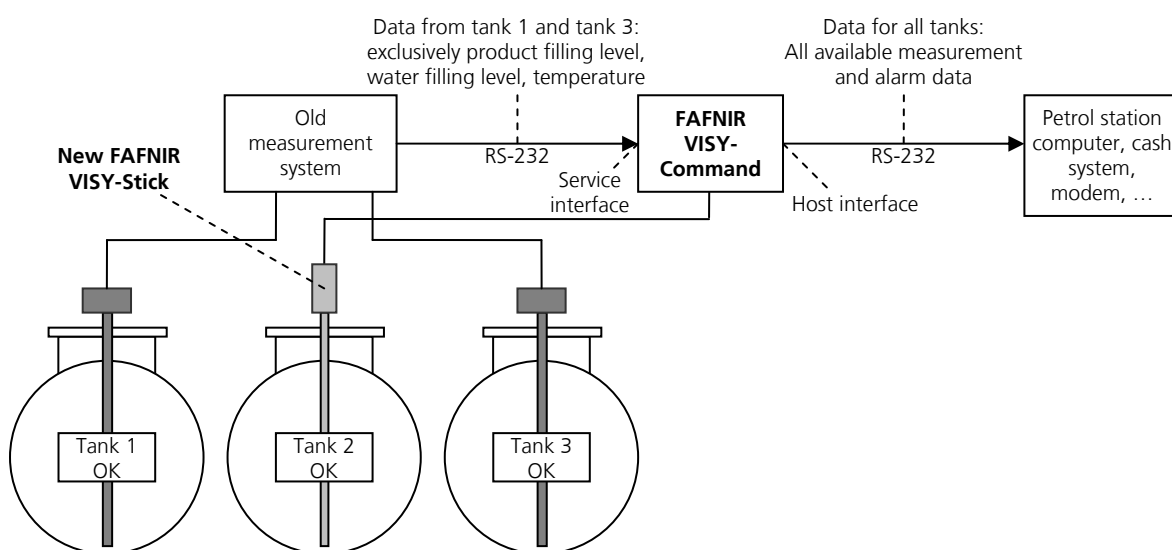 Data from tank 1 and tank 3:
exclusively product filling level,
water filling level, temperature
Data for all tanks:
All available measurement
and alarm data
Old
measurement
system
FAFNIR
VISY-
Command
Petrol station
computer, cash
system,
modem, …
New FAFNIR
VISY-Stick
RS-232
RS-232
Service
interface
Host interface
Tank 1
OK
Tank 2
OK
Tank 3
OK